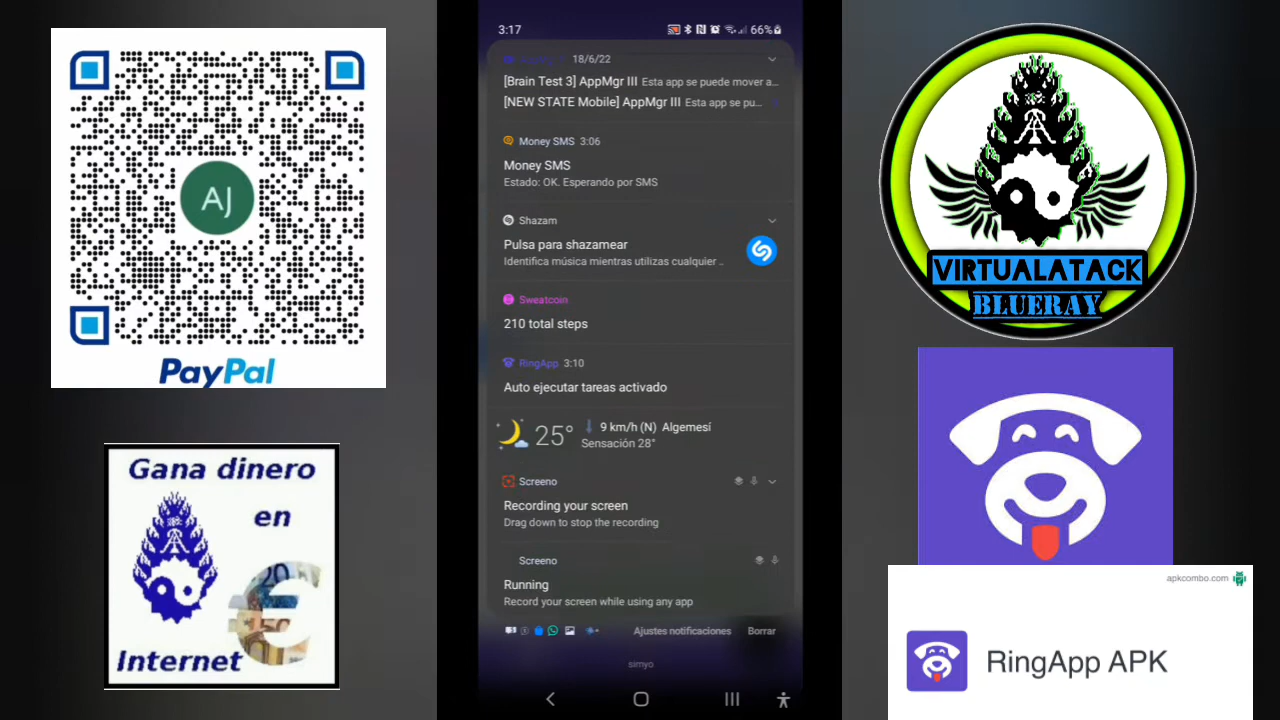 AJ
PayPal
Gana dinero
en
Internet
3:17
66%
18/6/22
[Brain Test 3] AppMgr III Esta app se puede mover a...
[NEW STATE Mobile] AppMgr III Esta app se pu...
Money SMS 3:06
Money SMS
Estado: OK. Esperando por SMS
Shazam
Pulsa para shazamear
Identifica música mientras utilizas cualquier ..
Sweatcoin
210 total steps
RingApp 3:10
Auto ejecutar tareas activado
25° 9 km/h (N) Algemesí
Sensación 28°
Screeno
Recording your screen
Drag down to stop the recording
Screeno
Running
Record your screen while using any app
Ajustes notificaciones Borrar
simyo
VIRTUALATACK
BLUERAY
apkcombo.com
RingApp APK